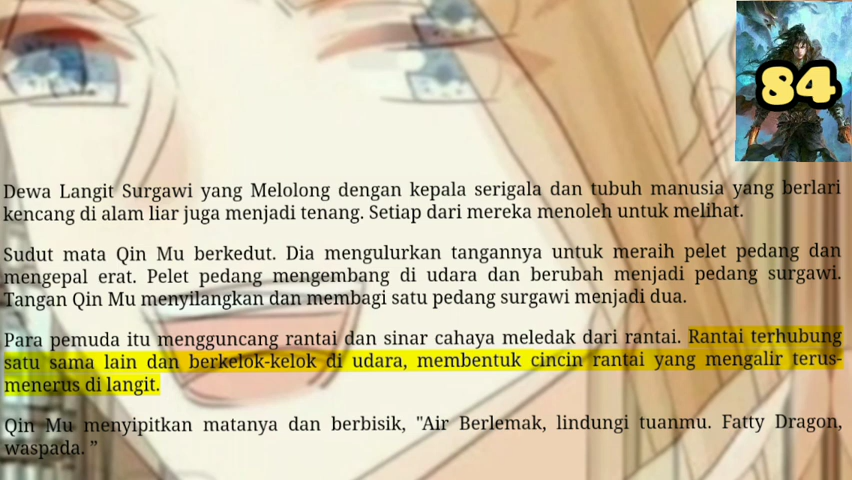 84
Dewa Langit Surgawi yang Melolong dengan kepala serigala dan tubuh manusia yang berlari
kencang di alam liar juga menjadi tenang. Setiap dari mereka menoleh untuk melihat.
Sudut mata Qin Mu berkedut. Dia mengulurkan tangannya untuk meraih pelet pedang dan
mengepal erat. Pelet pedang mengembang di udara dan berubah menjadi pedang surgawi.
Tangan Qin Mu menyilangkan dan membagi satu pedang surgawi menjadi dua.
Para pemuda itu mengguncang rantai dan sinar cahaya meledak dari rantai. Rantai terhubung
satu sama lain dan berkelok-kelok di udara, membentuk cincin rantai yang mengalir terus-
menerus di langit.
Qin Mu menyipitkan matanya dan berbisik, "Air Berlemak, lindungi tuanmu. Fatty Dragon,
waspada. ”